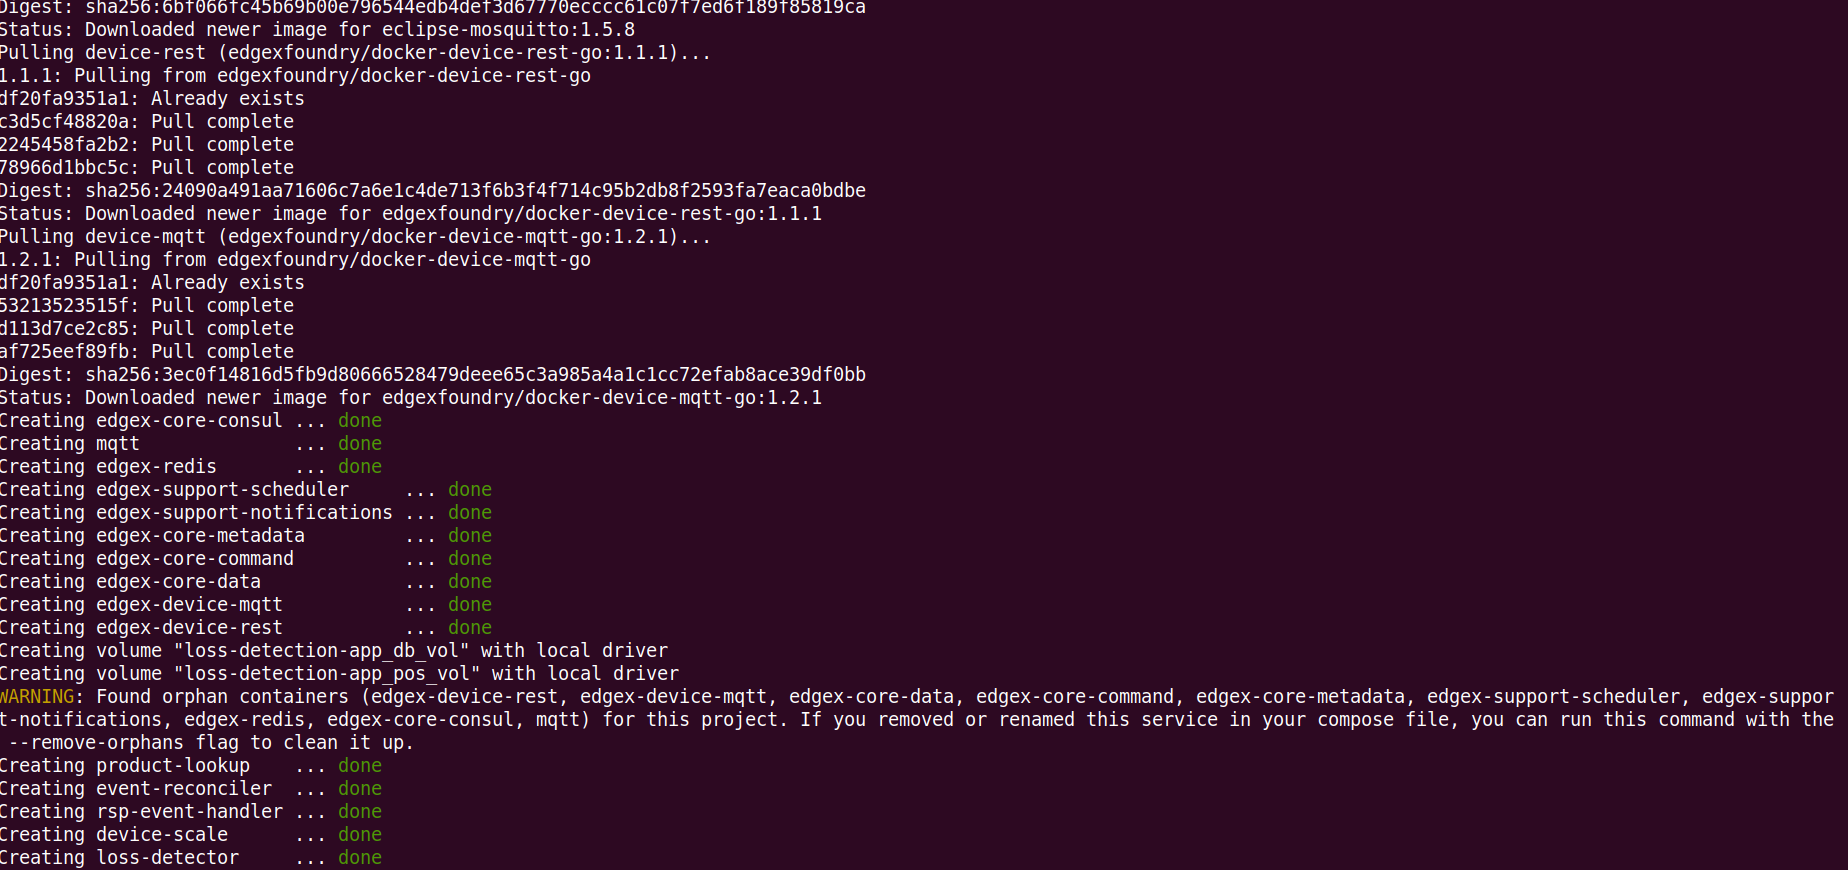 Digest: sha256:6bf066fc45b69b00e796544edb4def3d67770ecccc61c07f7ed6f189f85819ca
Status: Downloaded newer image for eclipse-mosquitto:1.5.8
Pulling device-rest (edgexfoundry/docker-device-rest-go:1.1.1)...
1.1.1: Pulling from edgexfoundry/docker-device-rest-go
df20fa9351a1: Already exists
c3d5cf48820a: Pull complete
2245458fa2b2: Pull complete
78966d1bbc5c: Pull complete
Digest: sha256:24090a491aa71606c7a6e1c4de713f6b3f4f714c95b2db8f2593fa7eaca0bdbe
Status: Downloaded newer image for edgexfoundry/docker-device-rest-go:1.1.1
Pulling device-mqtt (edgexfoundry/docker-device-mqtt-go:1.2.1)...
1.2.1: Pulling from edgexfoundry/docker-device-mqtt-go
df20fa9351a1: Already exists
53213523515f: Pull complete
d113d7ce2c85: Pull complete
af725eef89fb: Pull complete
Digest: sha256:3ec0f14816d5fb9d80666528479deee65c3a985a4a1c1cc72efab8ace39df0bb
Status: Downloaded newer image for edgexfoundry/docker-device-mqtt-go:1.2.1
Creating edgex-core-consul ... done
Creating mqtt              ... done
Creating edgex-redis       ... done
Creating edgex-support-scheduler     ... done
Creating edgex-support-notifications ... done
Creating edgex-core-metadata         ... done
Creating edgex-core-command          ... done
Creating edgex-core-data             ... done
Creating edgex-device-mqtt           ... done
Creating edgex-device-rest           ... done
Creating volume "loss-detection-app_db_vol" with local driver
Creating volume "loss-detection-app_pos_vol" with local driver
WARNING: Found orphan containers (edgex-device-rest, edgex-device-mqtt, edgex-core-data, edgex-core-command, edgex-core-metadata, edgex-support-scheduler, edgex-suppor
t-notifications, edgex-redis, edgex-core-consul, mqtt) for this project. If you removed or renamed this service in your compose file, you can run this command with the
 --remove-orphans flag to clean it up.
Creating product-lookup    ... done
Creating event-reconciler  ... done
Creating rsp-event-handler ... done
Creating device-scale      ... done
Creating loss-detector     ... done